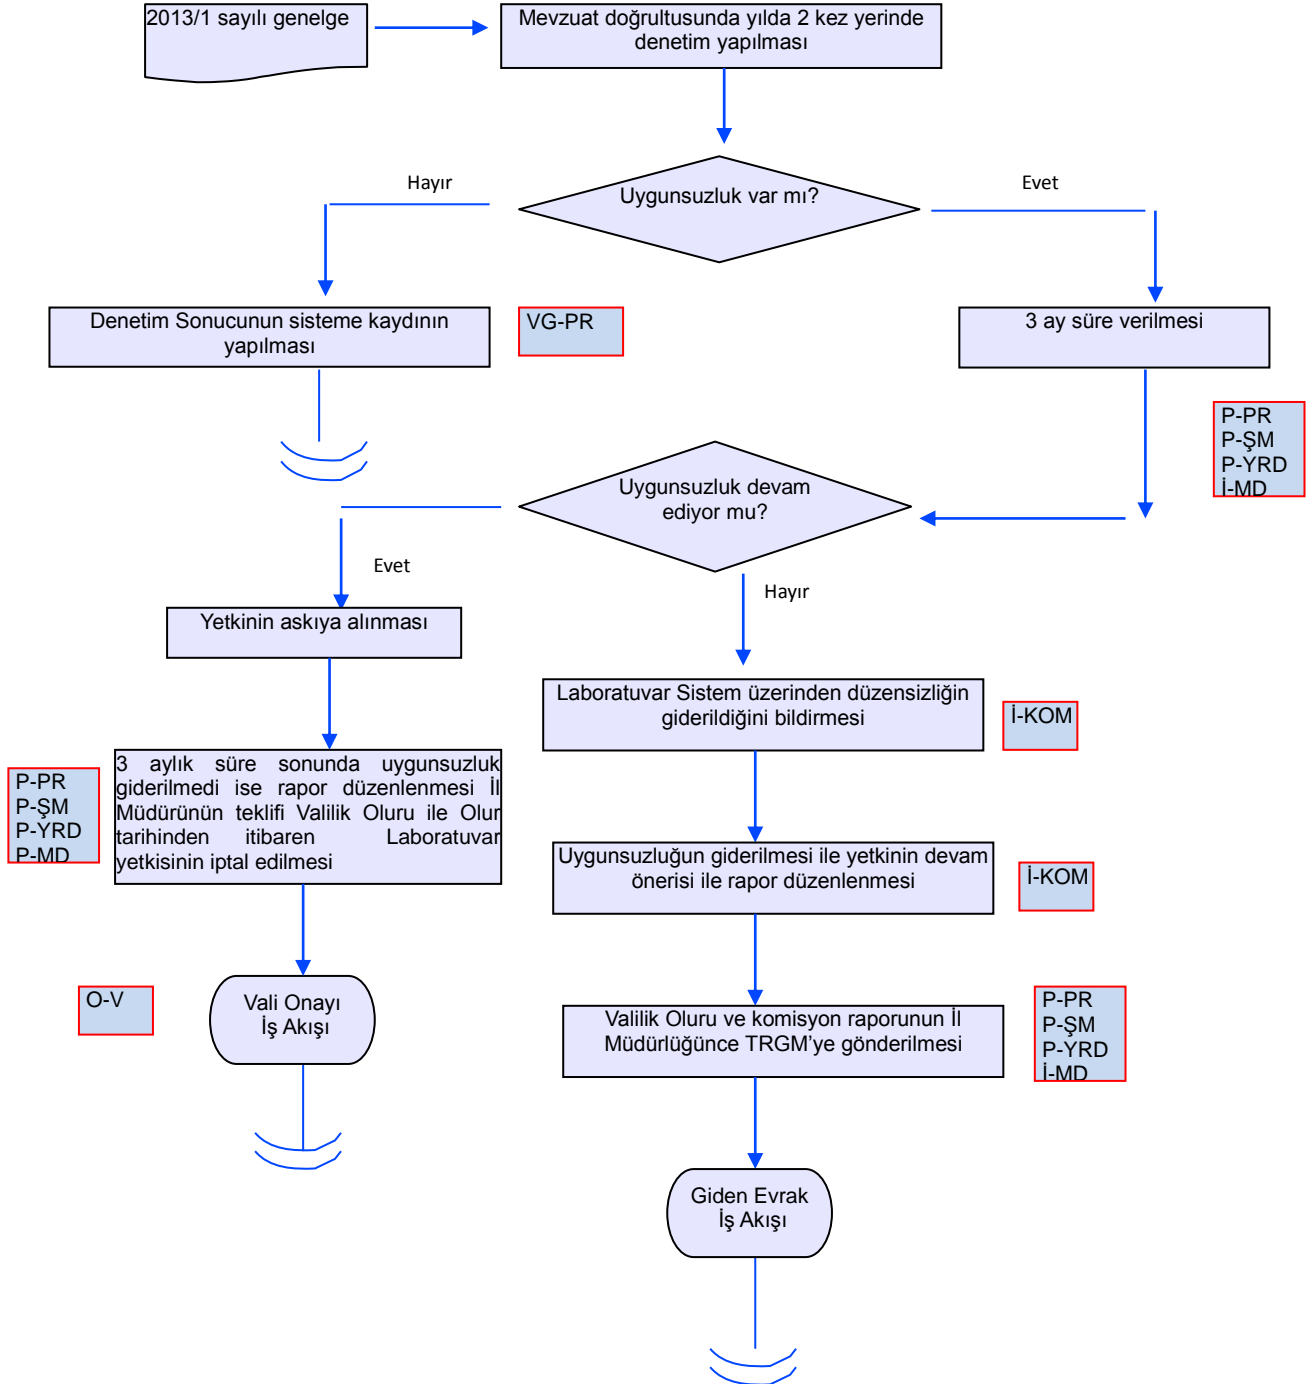 2013/1 sayılı genelge
Mevzuat doğrultusunda yılda 2 kez yerinde
denetim yapılması
Uygunsuzluk var mı?
Hayır
Evet
Denetim Sonucunun sisteme kaydının
yapılması
VG-PR
3 ay süre verilmesi
P-PR
P-ŞM
P-YRD
İ-MD
Uygunsuzluk devam
ediyor mu?
Evet
Hayır
Yetkinin askıya alınması
Laboratuvar Sistem üzerinden düzensizliğin
giderildiğini bildirmesi
İ-KOM
P-PR
P-ŞM
P-YRD
P-MD
3 aylık süre sonunda uygunsuzluk
giderilmedi ise rapor düzenlenmesi İl
Müdürünün teklifi Valilik Oluru ile Olur
tarihinden itibaren Laboratuvar
yetkisinin iptal edilmesi
Uygunsuzluğun giderilmesi ile yetkinin devam
önerisi ile rapor düzenlenmesi
İ-KOM
O-V
Vali Onayı
İş Akışı
Valilik Oluru ve komisyon raporunun İl
Müdürlüğünce TRGM'ye gönderilmesi
P-PR
P-ŞM
P-YRD
İ-MD
Giden Evrak
İş Akışı